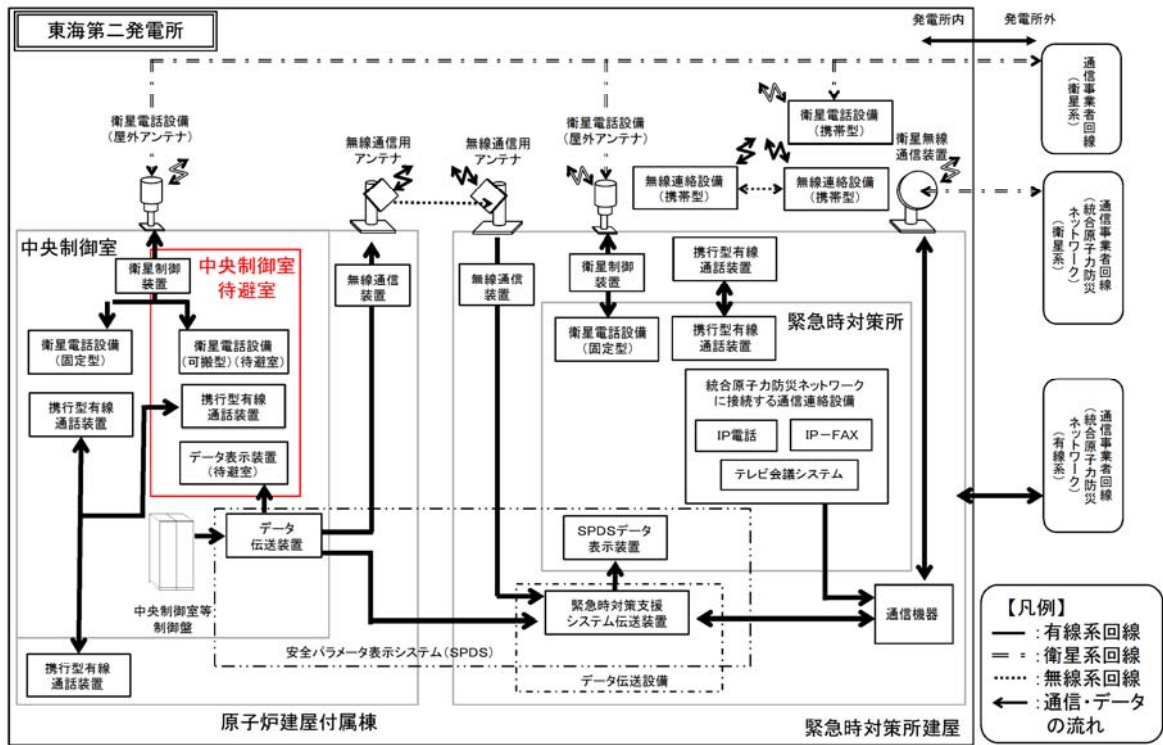 東海第二発電所
発電所内
発電所外
通信事業者回線
(衛星系)
衛星電話設備
(屋外アンテナ)
無線通信用
アンテナ
無線通信用
アンテナ
衛星電話設備
(屋外アンテナ)
衛星電話設備
(携帯型)
衛星無線
通信装置
無線連絡設備
(携帯型)
無線連絡設備
(携帯型)
通信事業者回線
(統合原子力防災
ネットワーク)
(衛星系)
中央制御室
衛星制御
装置
中央制御室
待避室
無線通信
装置
無線通信
装置
衛星制御
装置
携行型有線
通話装置
緊急時対策所
衛星電話設備
(固定型)
衛星電話設備
(可搬型)(待避室)
衛星電話設備
(固定型)
携行型有線
通話装置
携行型有線
通話装置
携行型有線
通話装置
統合原子力防災ネットワーク
に接続する通信連絡設備
IP電話
IP-FAX
テレビ会議システム
通信事業者回線
(統合原子力防災
ネットワーク)
(有線系)
データ表示装置
(待避室)
データ
伝送装置
SPDSデータ
表示装置
中央制御室等
制御盤
緊急時対策支援
システム伝送装置
通信機器
安全パラメータ表示システム(SPDS)
携行型有線
通話装置
データ伝送設備
原子炉建屋付属棟
緊急時対策所建屋
【凡例】
:有線系回線
:衛星系回線
:無線系回線
:通信・データ
の流れ